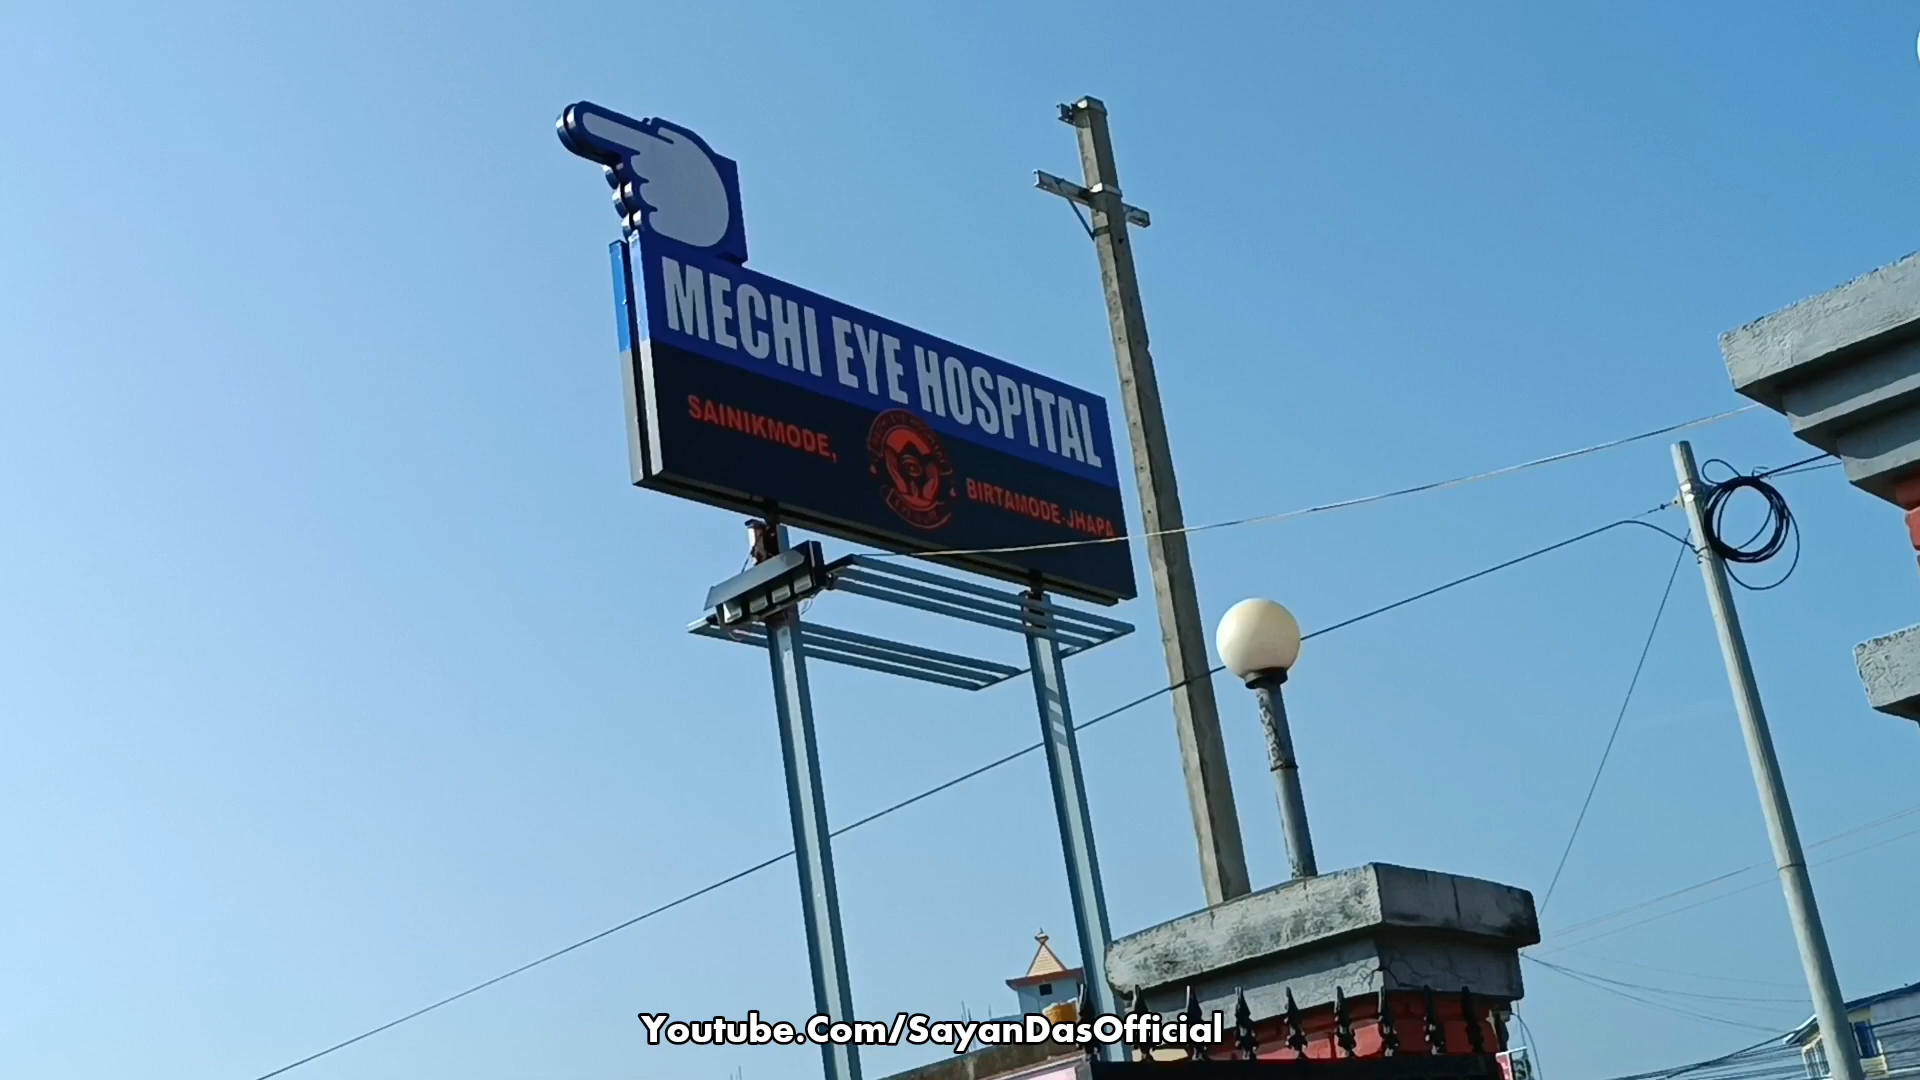 MECHI EYE HOSPITAL
SAINIKMODE,
BIRTAMODE-JHAPA
Youtube.Com/SayanDasOfficial